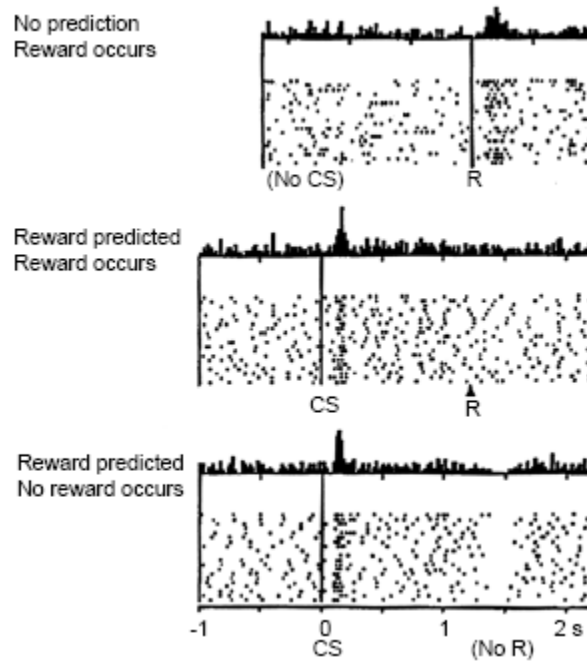 No prediction
Reward occurs
(No CS) R
Reward predicted
Reward occurs
CS R
Reward predicted
No reward occurs
-1 0 1 2 s
CS (No R)